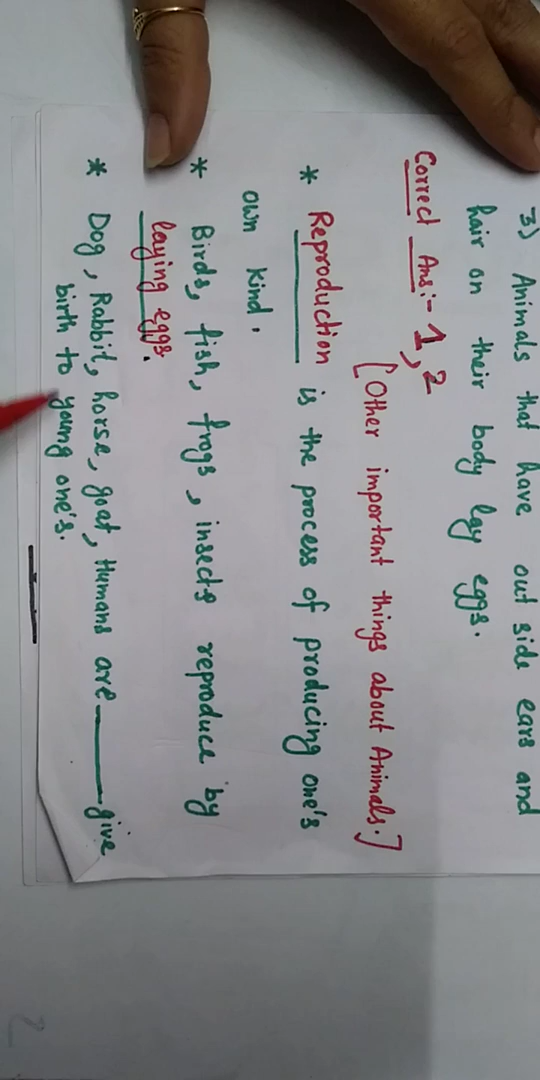 3) Animals that have out side ears and
hair on their body lay eggs.
Correct Ans:- 1, 2
[Other important things about Animals.]
* Reproduction is the process of producing one's
own kind.
* Birds, fish, frogs, insects reproduce by
laying eggs.
* Dog, Rabbit, horse, goat, Humans are ______ give
birth to young one's.
2